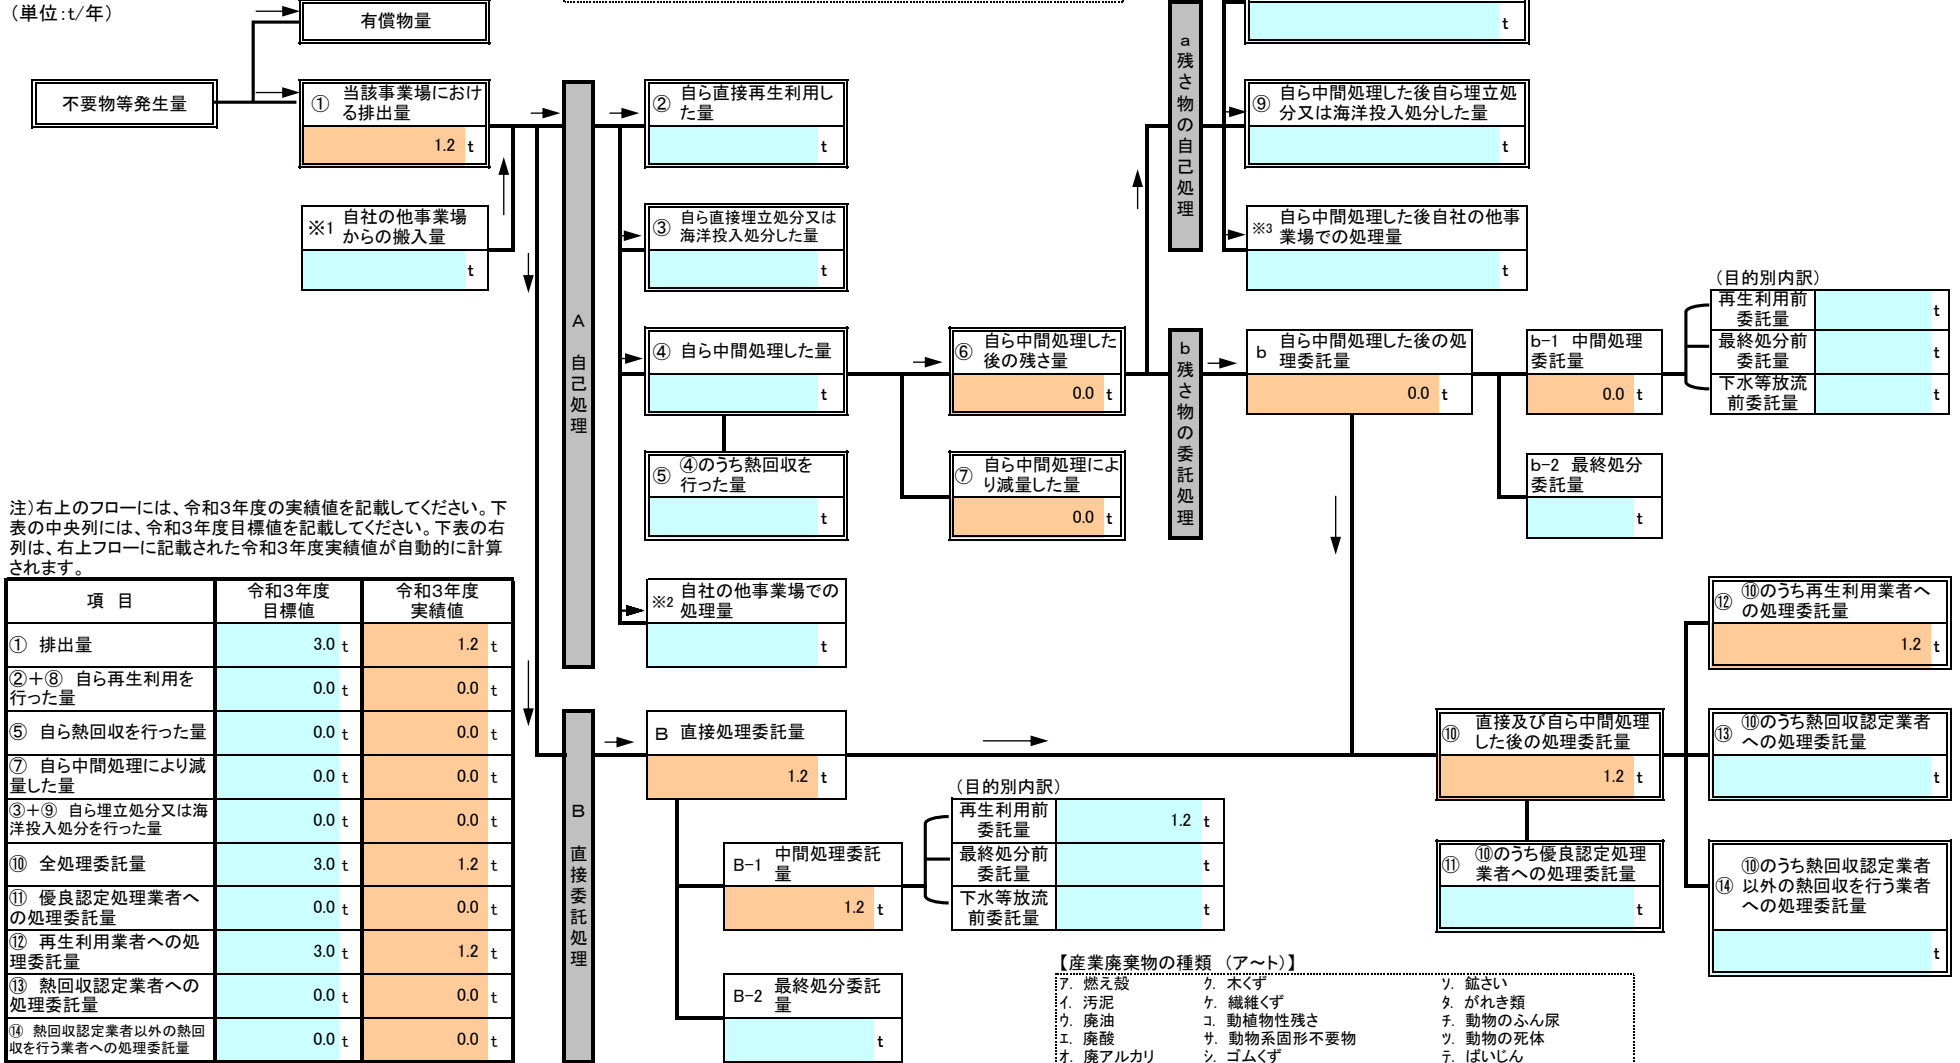 （単位：t/年）
有償物量
不要物等発生量
① 当該事業場におけ
る排出量
1.2 t
※1 自社の他事業場
からの搬入量
t
A 自己処理
② 自ら直接再生利用し
た量
t
③ 自ら直接埋立処分又は
海洋投入処分した量
t
④ 自ら中間処理した量
t
⑤ ④のうち熱回収を
行った量
t
※2 自社の他事業場での
処理量
t
⑥ 自ら中間処理した
後の残さ量
0.0 t
⑦ 自ら中間処理によ
り減量した量
0.0 t
a 残さ物の自己処理
t
⑨ 自ら中間処理した後自ら埋立処
分又は海洋投入処分した量
t
※3 自ら中間処理した後自社の他事
業場での処理量
t
b 残さ物の委託処理
b 自ら中間処理した後の処
理委託量
0.0 t
b-1 中間処理
委託量
0.0 t
b-2 最終処分
委託量
t
（目的別内訳）
再生利用前
委託量
t
最終処分前
委託量
t
下水等放流
前委託量
t
注）右上のフローには、令和3年度の実績値を記載してください。下
表の中央列には、令和3年度目標値を記載してください。下表の右
列は、右上フローに記載された令和3年度実績値が自動的に計算
されます。
項 目 令和3年度
目標値 令和3年度
実績値
① 排出量 3.0 t 1.2 t
②＋⑧ 自ら再生利用を
行った量 0.0 t 0.0 t
⑤ 自ら熱回収を行った量 0.0 t 0.0 t
⑦ 自ら中間処理により減
量した量 0.0 t 0.0 t
③＋⑨ 自ら埋立処分又は海
洋投入処分を行った量 0.0 t 0.0 t
⑩ 全処理委託量 3.0 t 1.2 t
⑪ 優良認定処理業者へ
の処理委託量 0.0 t 0.0 t
⑫ 再生利用業者への処
理委託量 3.0 t 1.2 t
⑬ 熱回収認定業者への
処理委託量 0.0 t 0.0 t
⑭ 熱回収認定業者以外の熱回
収を行う業者への処理委託量 0.0 t 0.0 t
B 直接委託処理
B 直接処理委託量
1.2 t
B-1 中間処理委託
量
1.2 t
B-2 最終処分委託
量
t
（目的別内訳）
再生利用前
委託量
1.2 t
最終処分前
委託量
下水等放流
前委託量
⑩ 直接及び自ら中間処理
した後の処理委託量
1.2 t
⑪ ⑩のうち優良認定処理
業者への処理委託量
t
⑫ ⑩のうち再生利用業者へ
の処理委託量
1.2 t
⑬ ⑩のうち熱回収認定業者
への処理委託量
t
⑭ ⑩のうち熱回収認定業者
以外の熱回収を行う業者
への処理委託量
t
【産業廃棄物の種類 （ア～ト）】
ア. 燃え殻 ク. 木くず ソ. 鉱さい
イ. 汚泥 ケ. 繊維くず タ. がれき類
ウ. 廃油 コ. 動植物性残さ チ. 動物のふん尿
エ. 廃酸 サ. 動物系固形不要物 ツ. 動物の死体
オ. 廃アルカリ シ. ゴムくず テ. ばいじん